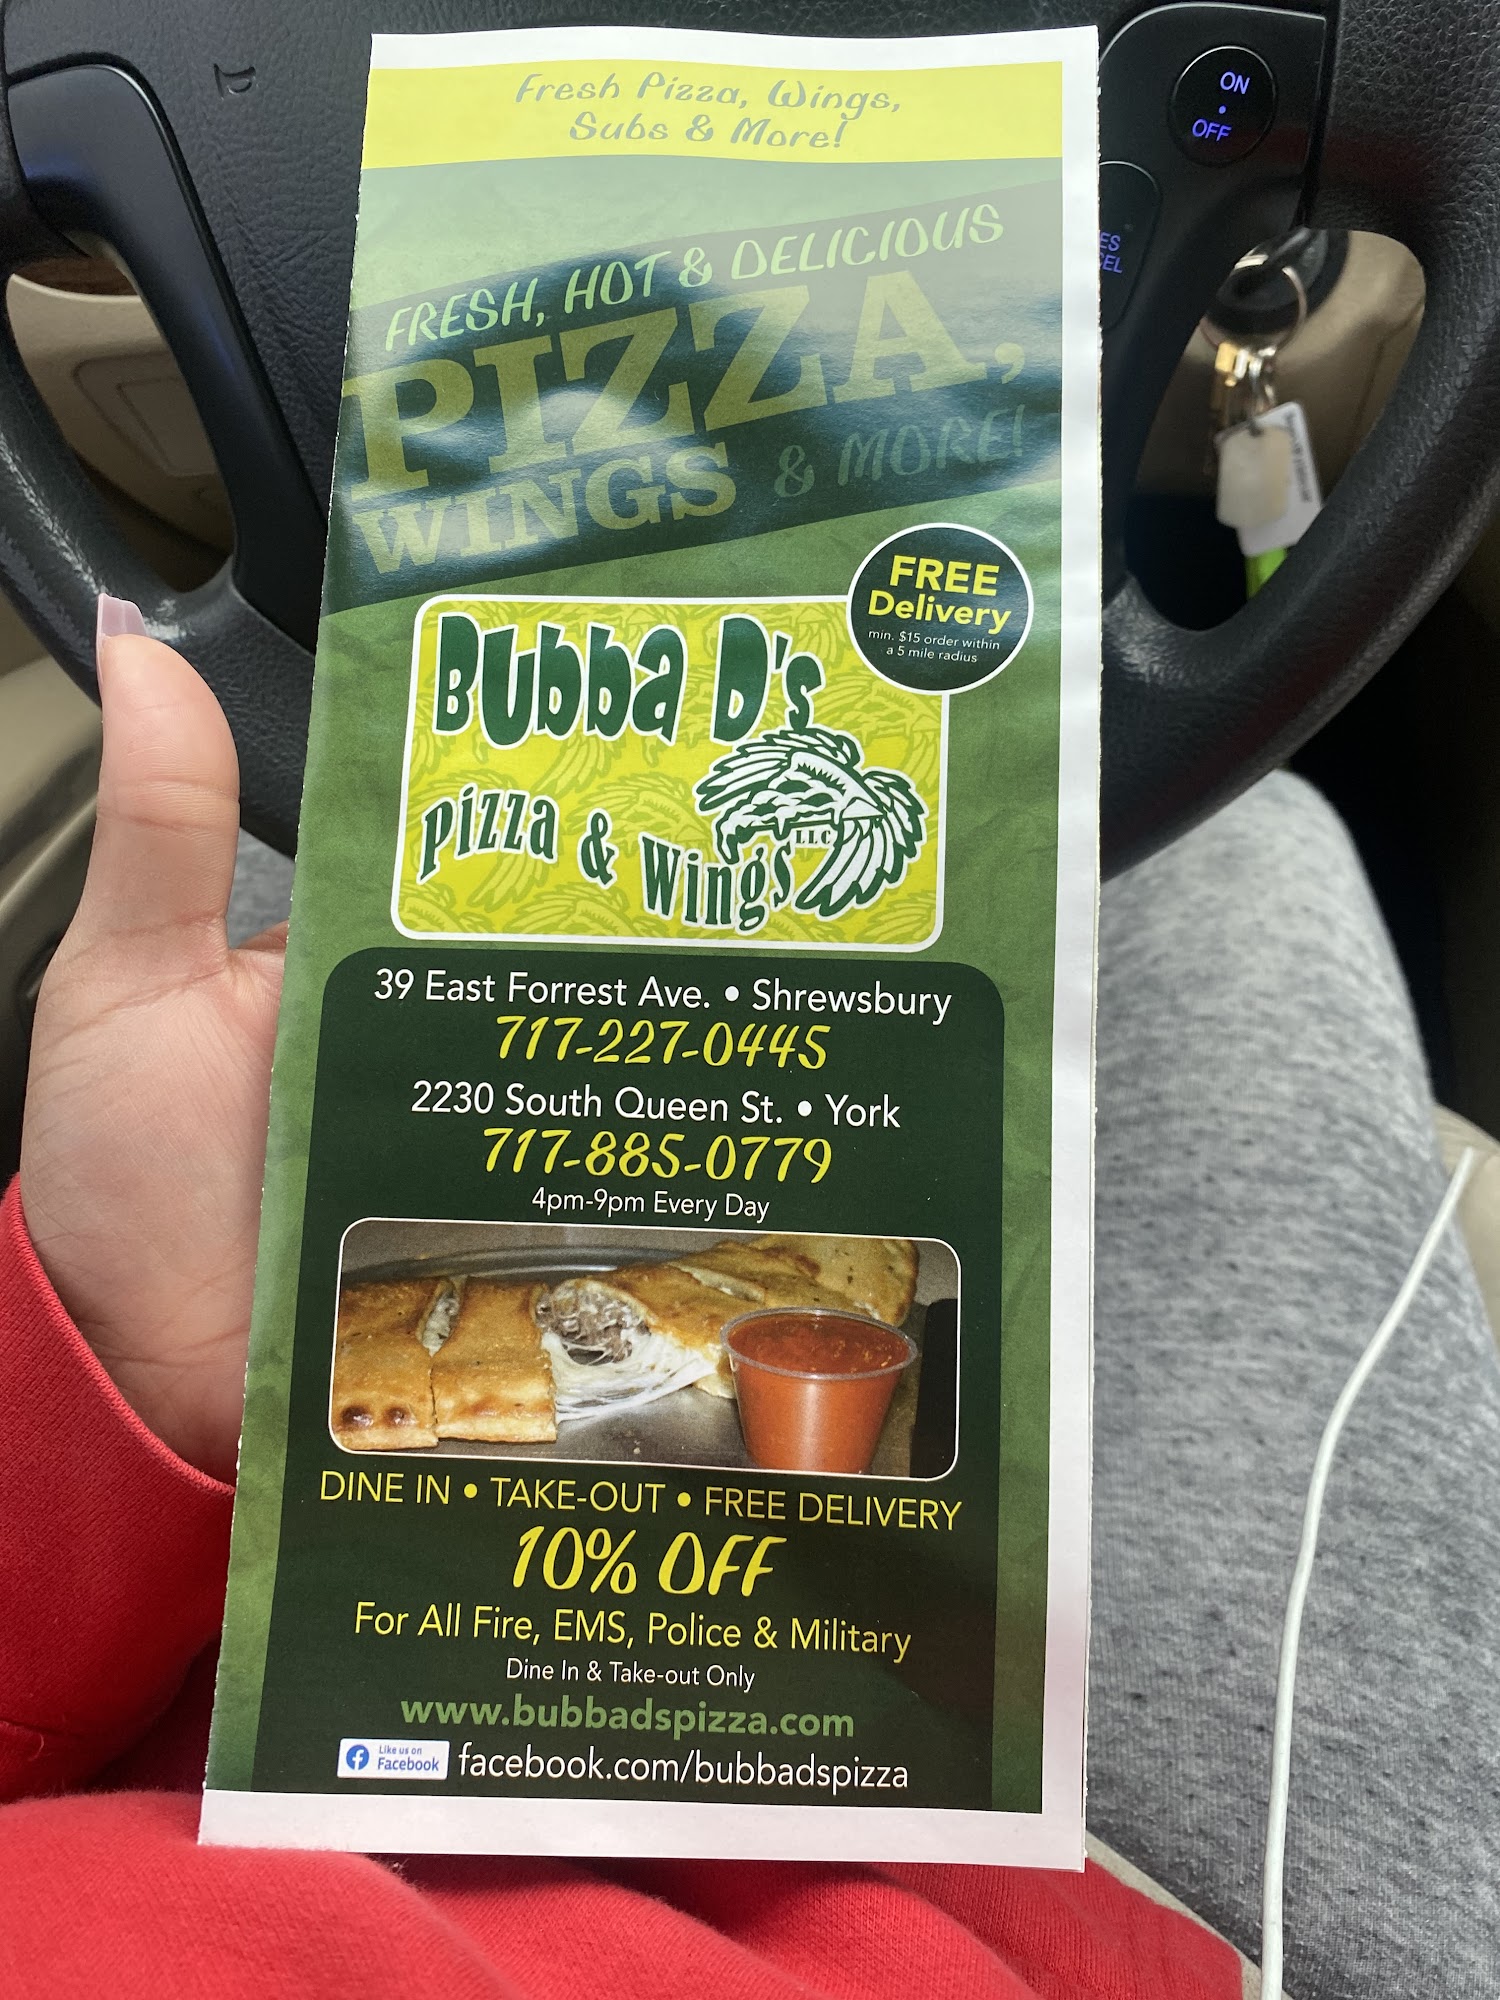 Fresh Pizza, Wings,
Subs & More!
ON
OFF
FRESH, HOT & DELICIOUS
PIZZA,
WINGS & MORE!
FREE
Delivery
min. $15 order within
a 5 mile radius
Bubba D's
Pizza & Wings LLC
39 East Forrest Ave. • Shrewsbury
717-227-0445
2230 South Queen St. • York
717-885-0779
4pm-9pm Every Day
DINE IN • TAKE-OUT • FREE DELIVERY
10% OFF
For All Fire, EMS, Police & Military
Dine In & Take-out Only
www.bubbadspizza.com
Like us on
Facebook
facebook.com/bubbadspizza